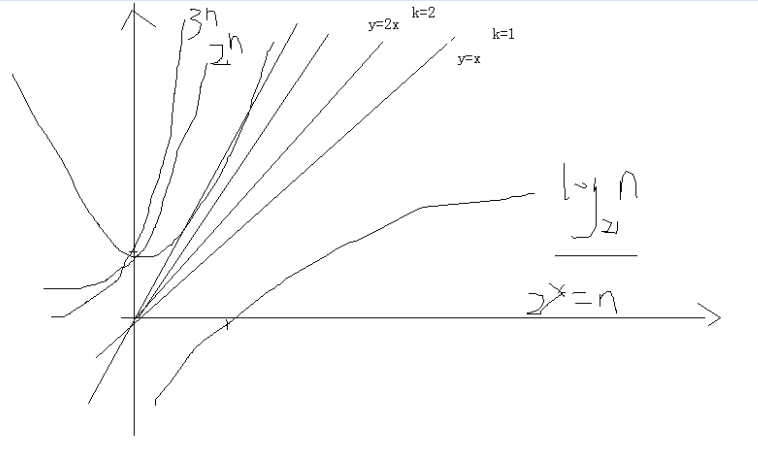 3ⁿ
2ⁿ
y=2x
k=2
y=x
k=1
log₂n
2ˣ=n